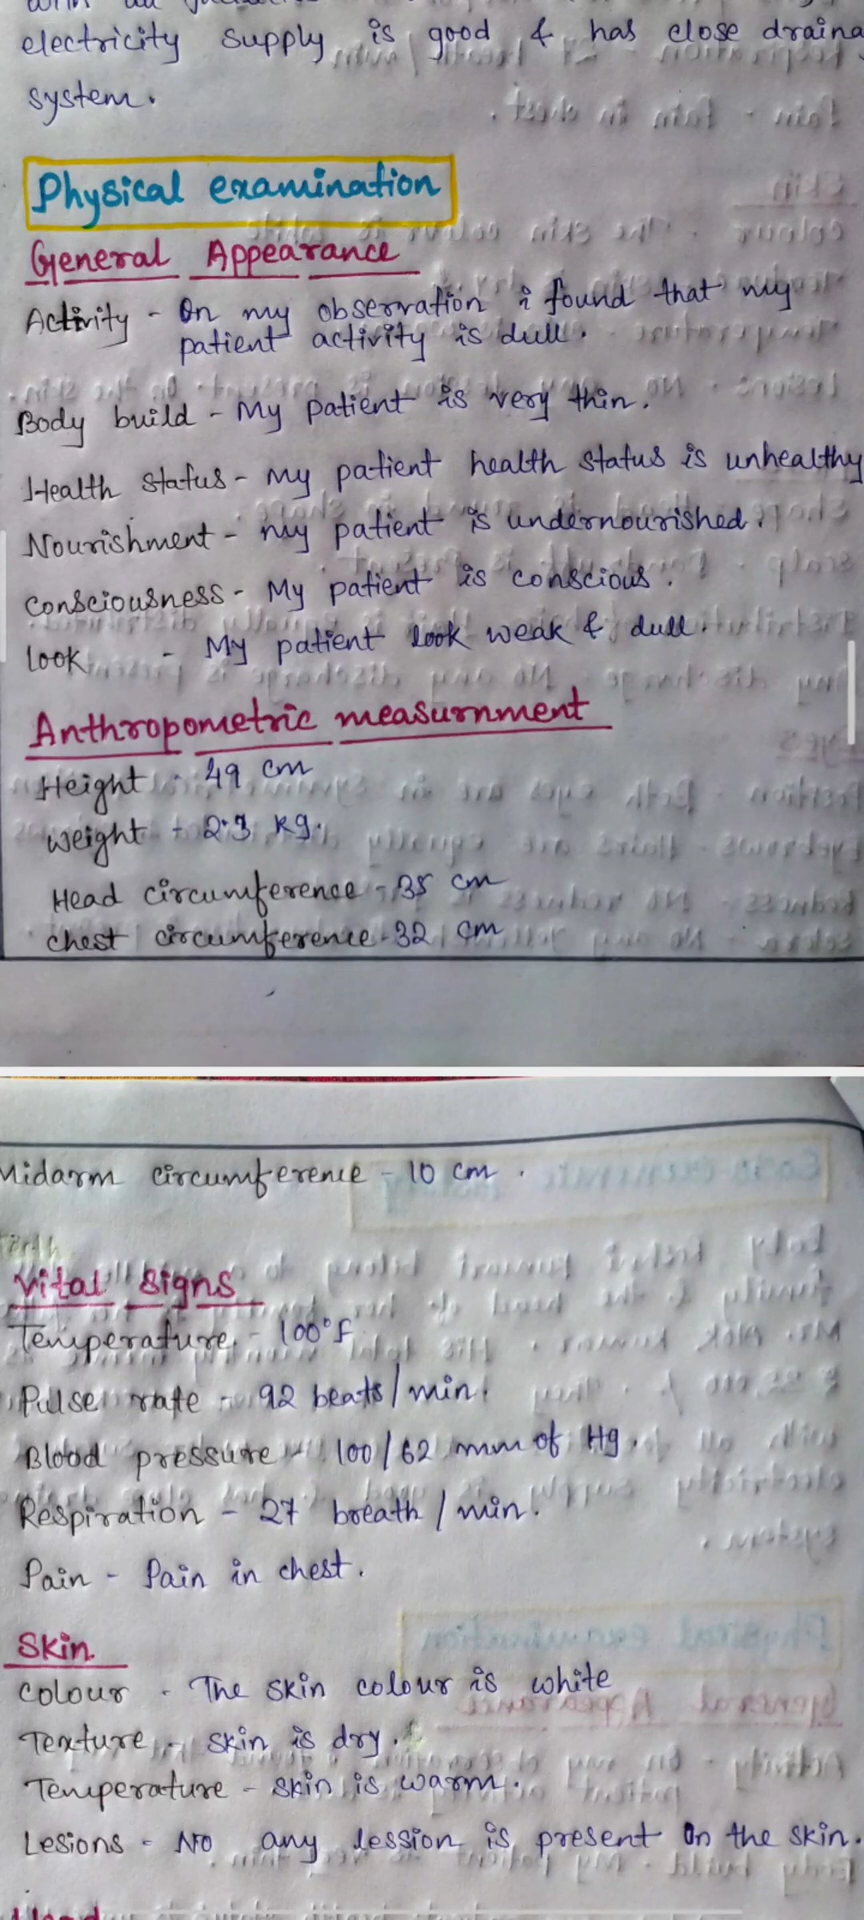 electricity supply is good & has close draina
system.
Physical examination
General Appearance
Activity - On my observation i found that my
patient activity is dull.
Body build - My patient is very thin.
Health status - My patient health status is unhealthy
Nourishment - My patient is undernourished.
Consciousness - My patient is conscious.
look - My patient look weak & dull.
Anthropometric measurnment
Height - 49 cm
weight - 2.3 kg.
Head circumference - 35 cm
chest circumference - 32 cm
Midarm circumference - 10 cm.
Vital signs
Temperature - 100°f
Pulse rate - 92 beats/min.
Blood pressure - 100/62 mm of Hg.
Respiration - 27 breath/min.
Pain - Pain in chest.
Skin
Colour - The skin colour is white
Texture - skin is dry.
Temperature - skin is warm.
Lesions - No any lession is present on the skin.